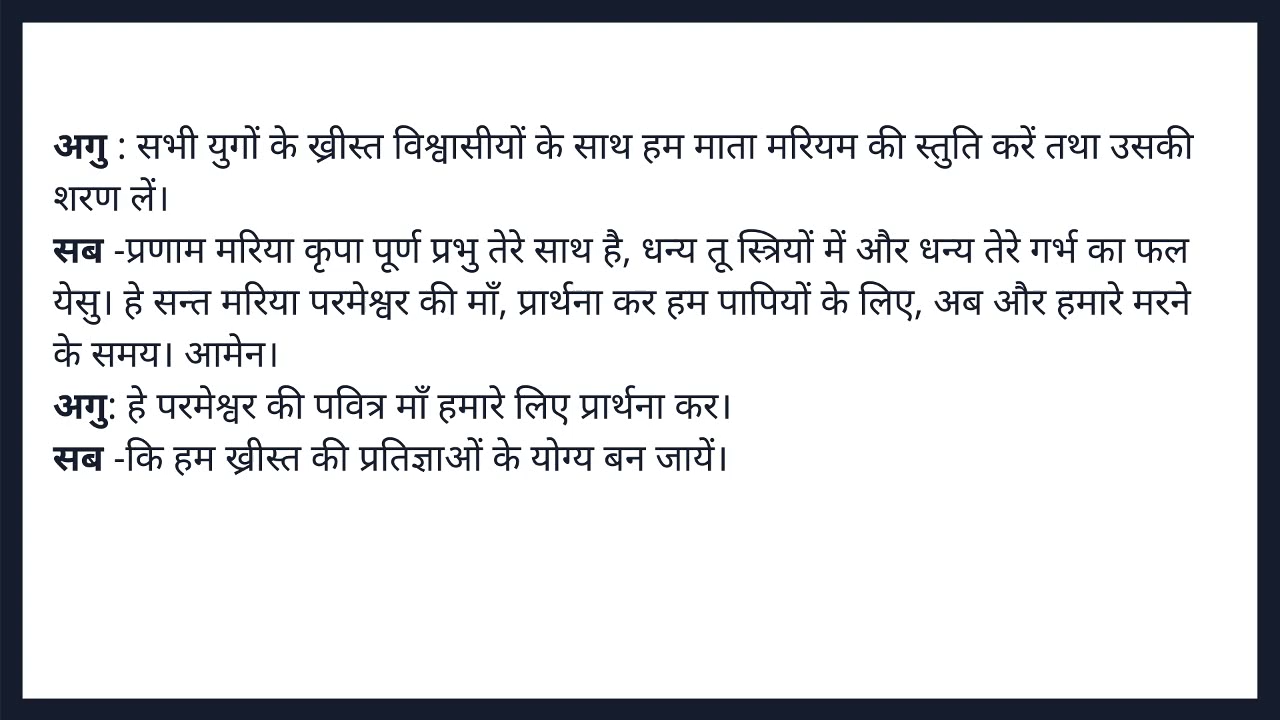 अगु : सभी युगों के ख्रीस्त विश्वासीयों के साथ हम माता मरियम की स्तुति करें तथा उसकी
शरण लें।
सब -प्रणाम मरिया कृपा पूर्ण प्रभु तेरे साथ है, धन्य तू स्त्रियों में और धन्य तेरे गर्भ का फल
येसु। हे सन्त मरिया परमेश्वर की माँ, प्रार्थना कर हम पापियों के लिए, अब और हमारे मरने
के समय। आमेन।
अगु: हे परमेश्वर की पवित्र माँ हमारे लिए प्रार्थना कर।
सब -कि हम ख्रीस्त की प्रतिज्ञाओं के योग्य बन जायें।